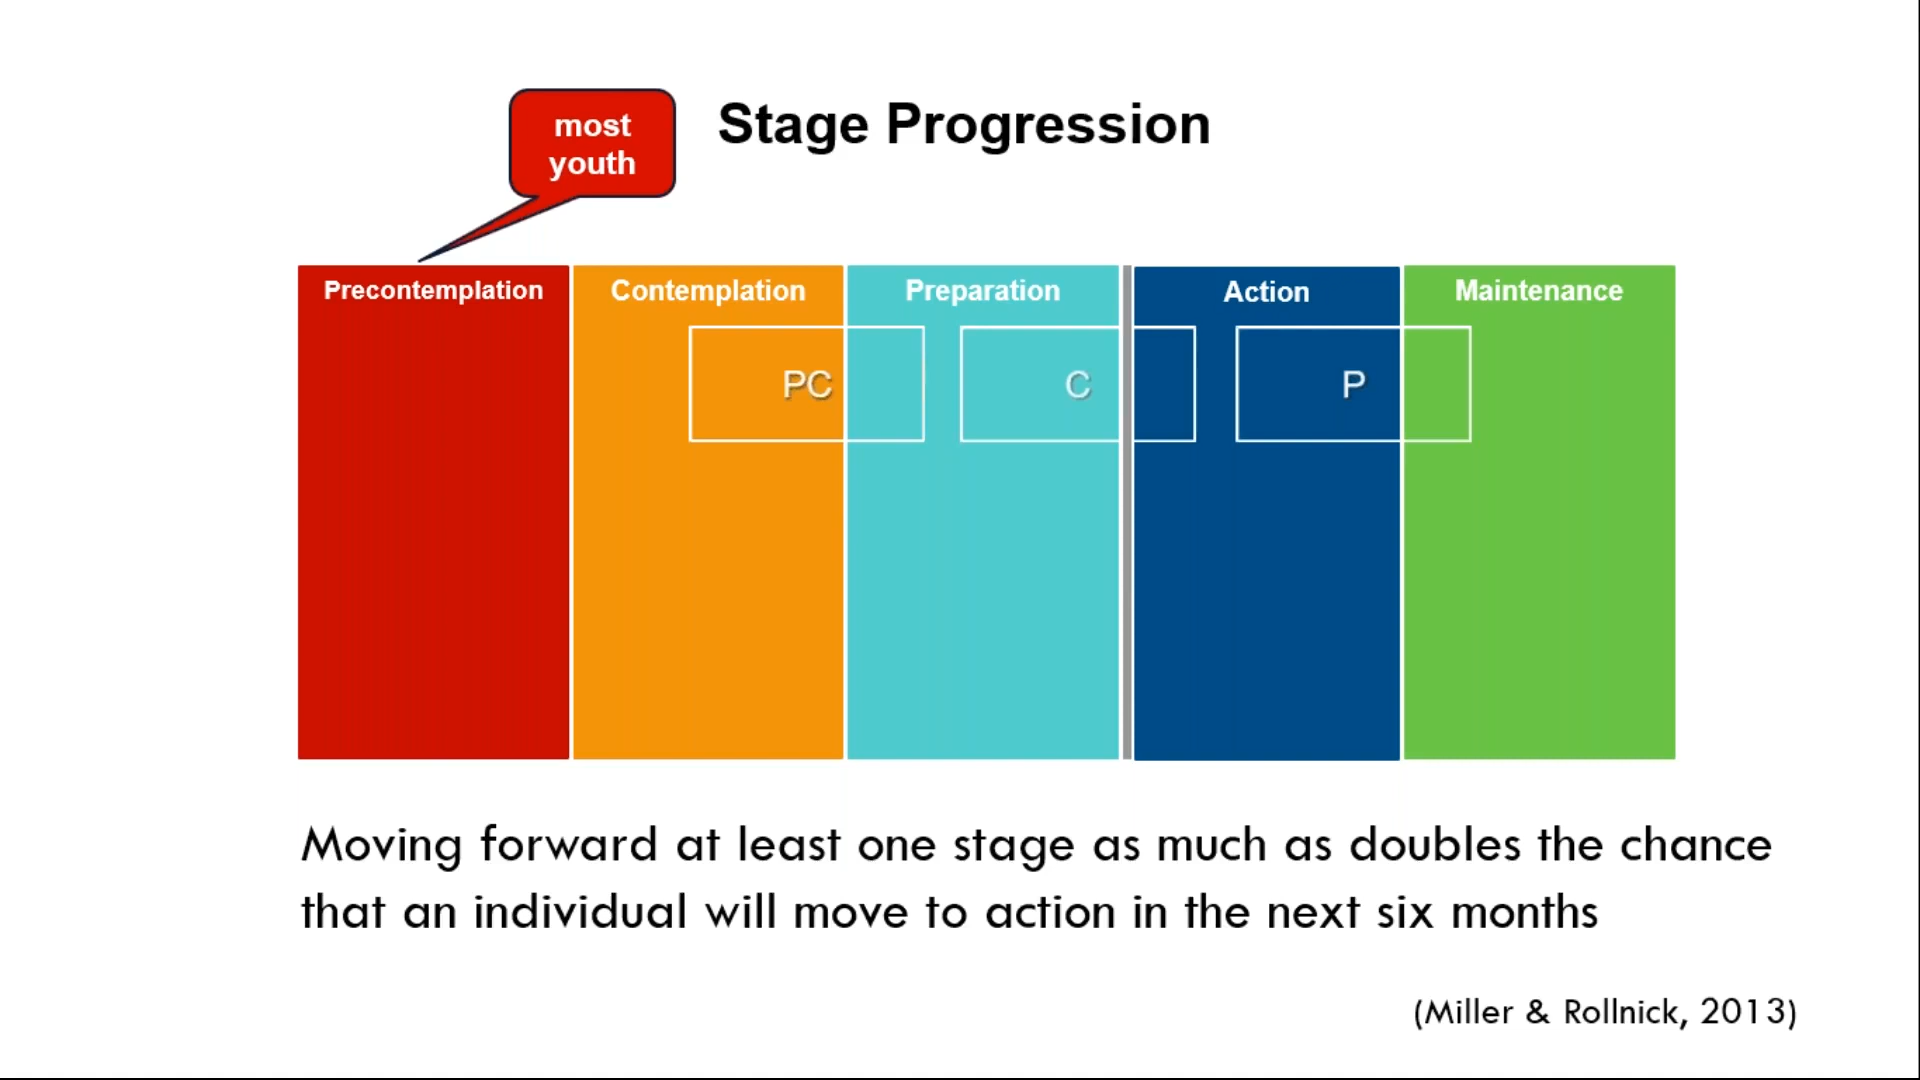 most
youth
Stage Progression
Precontemplation
Contemplation
Preparation
Action
Maintenance
PC
C
P
Moving forward at least one stage as much as doubles the chance
that an individual will move to action in the next six months
(Miller & Rollnick, 2013)